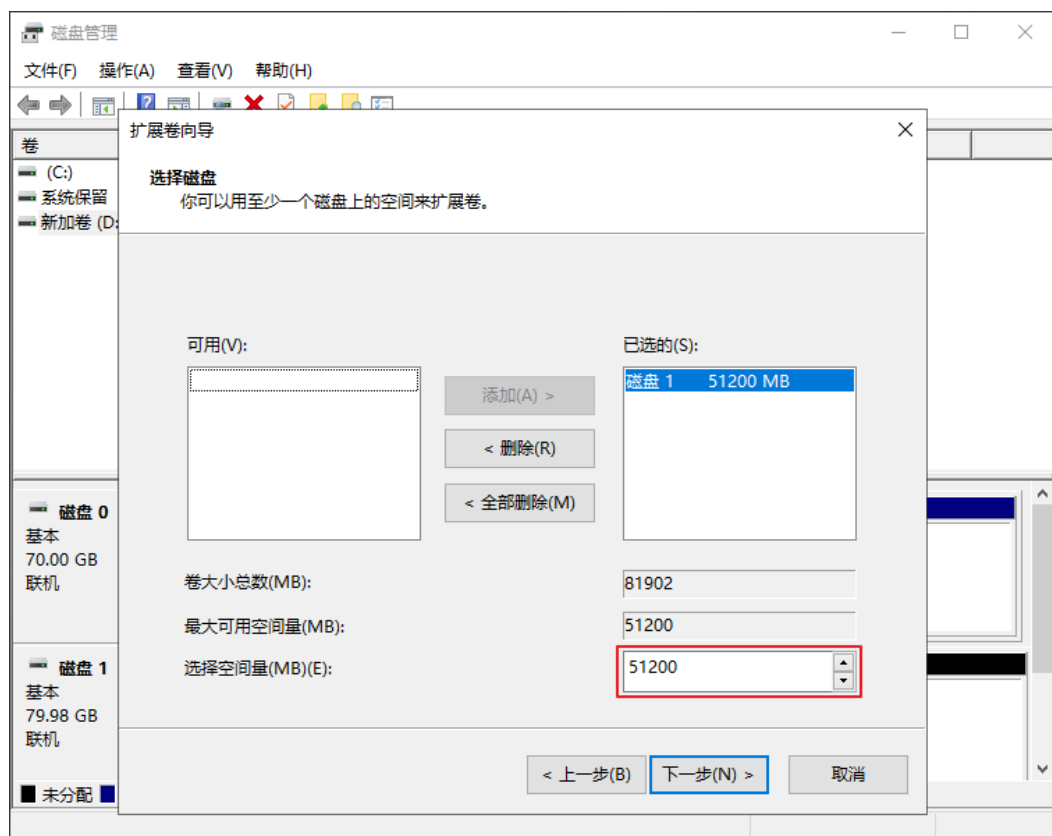 磁盘管理
文件(F) 操作(A) 查看(V) 帮助(H)
扩展卷向导
卷
(C:)
系统保留
新加卷 (D:
选择磁盘
你可以用至少一个磁盘上的空间来扩展卷。
可用(V):
已选的(S):
磁盘 1 51200 MB
添加(A) >
< 删除(R)
< 全部删除(M)
卷大小总数(MB):
81902
最大可用空间量(MB):
51200
选择空间量(MB)(E):
51200
磁盘 0
基本
70.00 GB
联机
磁盘 1
基本
79.98 GB
联机
未分配
< 上一步(B) 下一步(N) > 取消